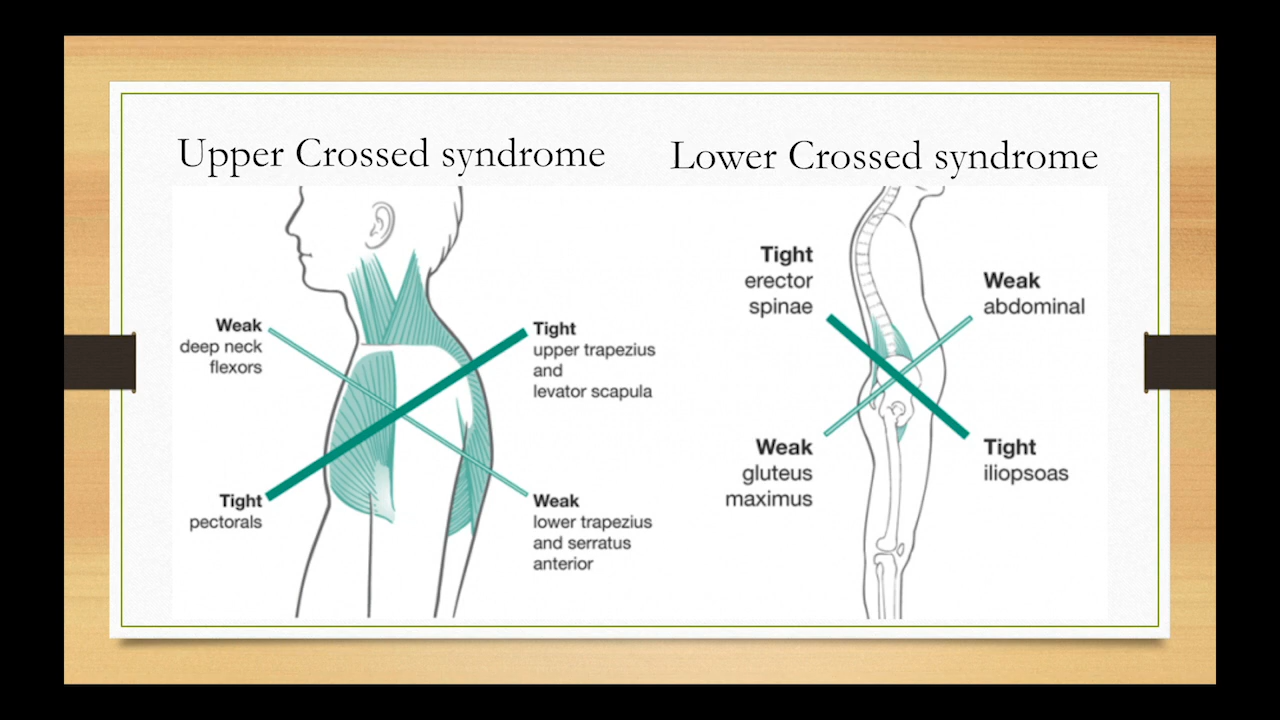 Upper Crossed syndrome
Weak
deep neck
flexors
Tight
upper trapezius
and
levator scapula
Tight
pectorals
Weak
lower trapezius
and serratus
anterior
Lower Crossed syndrome
Tight
erector
spinae
Weak
abdominal
Weak
gluteus
maximus
Tight
iliopsoas